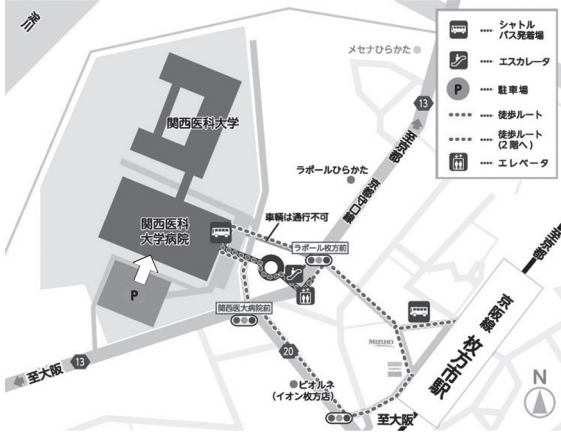 淀川
メセナひらかた
シャトル
バス発着場
エスカレータ
P
駐車場
徒歩ルート
徒歩ルート
(2階へ)
エレベータ
13
至京都
京都守口線
関西医科大学
ラポールひらかた
車輌は通行不可
関西医科
大学病院
ラポール枚方前
至京都
京阪線 枚方市駅
P
関西医大病院前
MIZUHO
20
13
至大阪
ビオルネ
(イオン枚方店)
至大阪
N